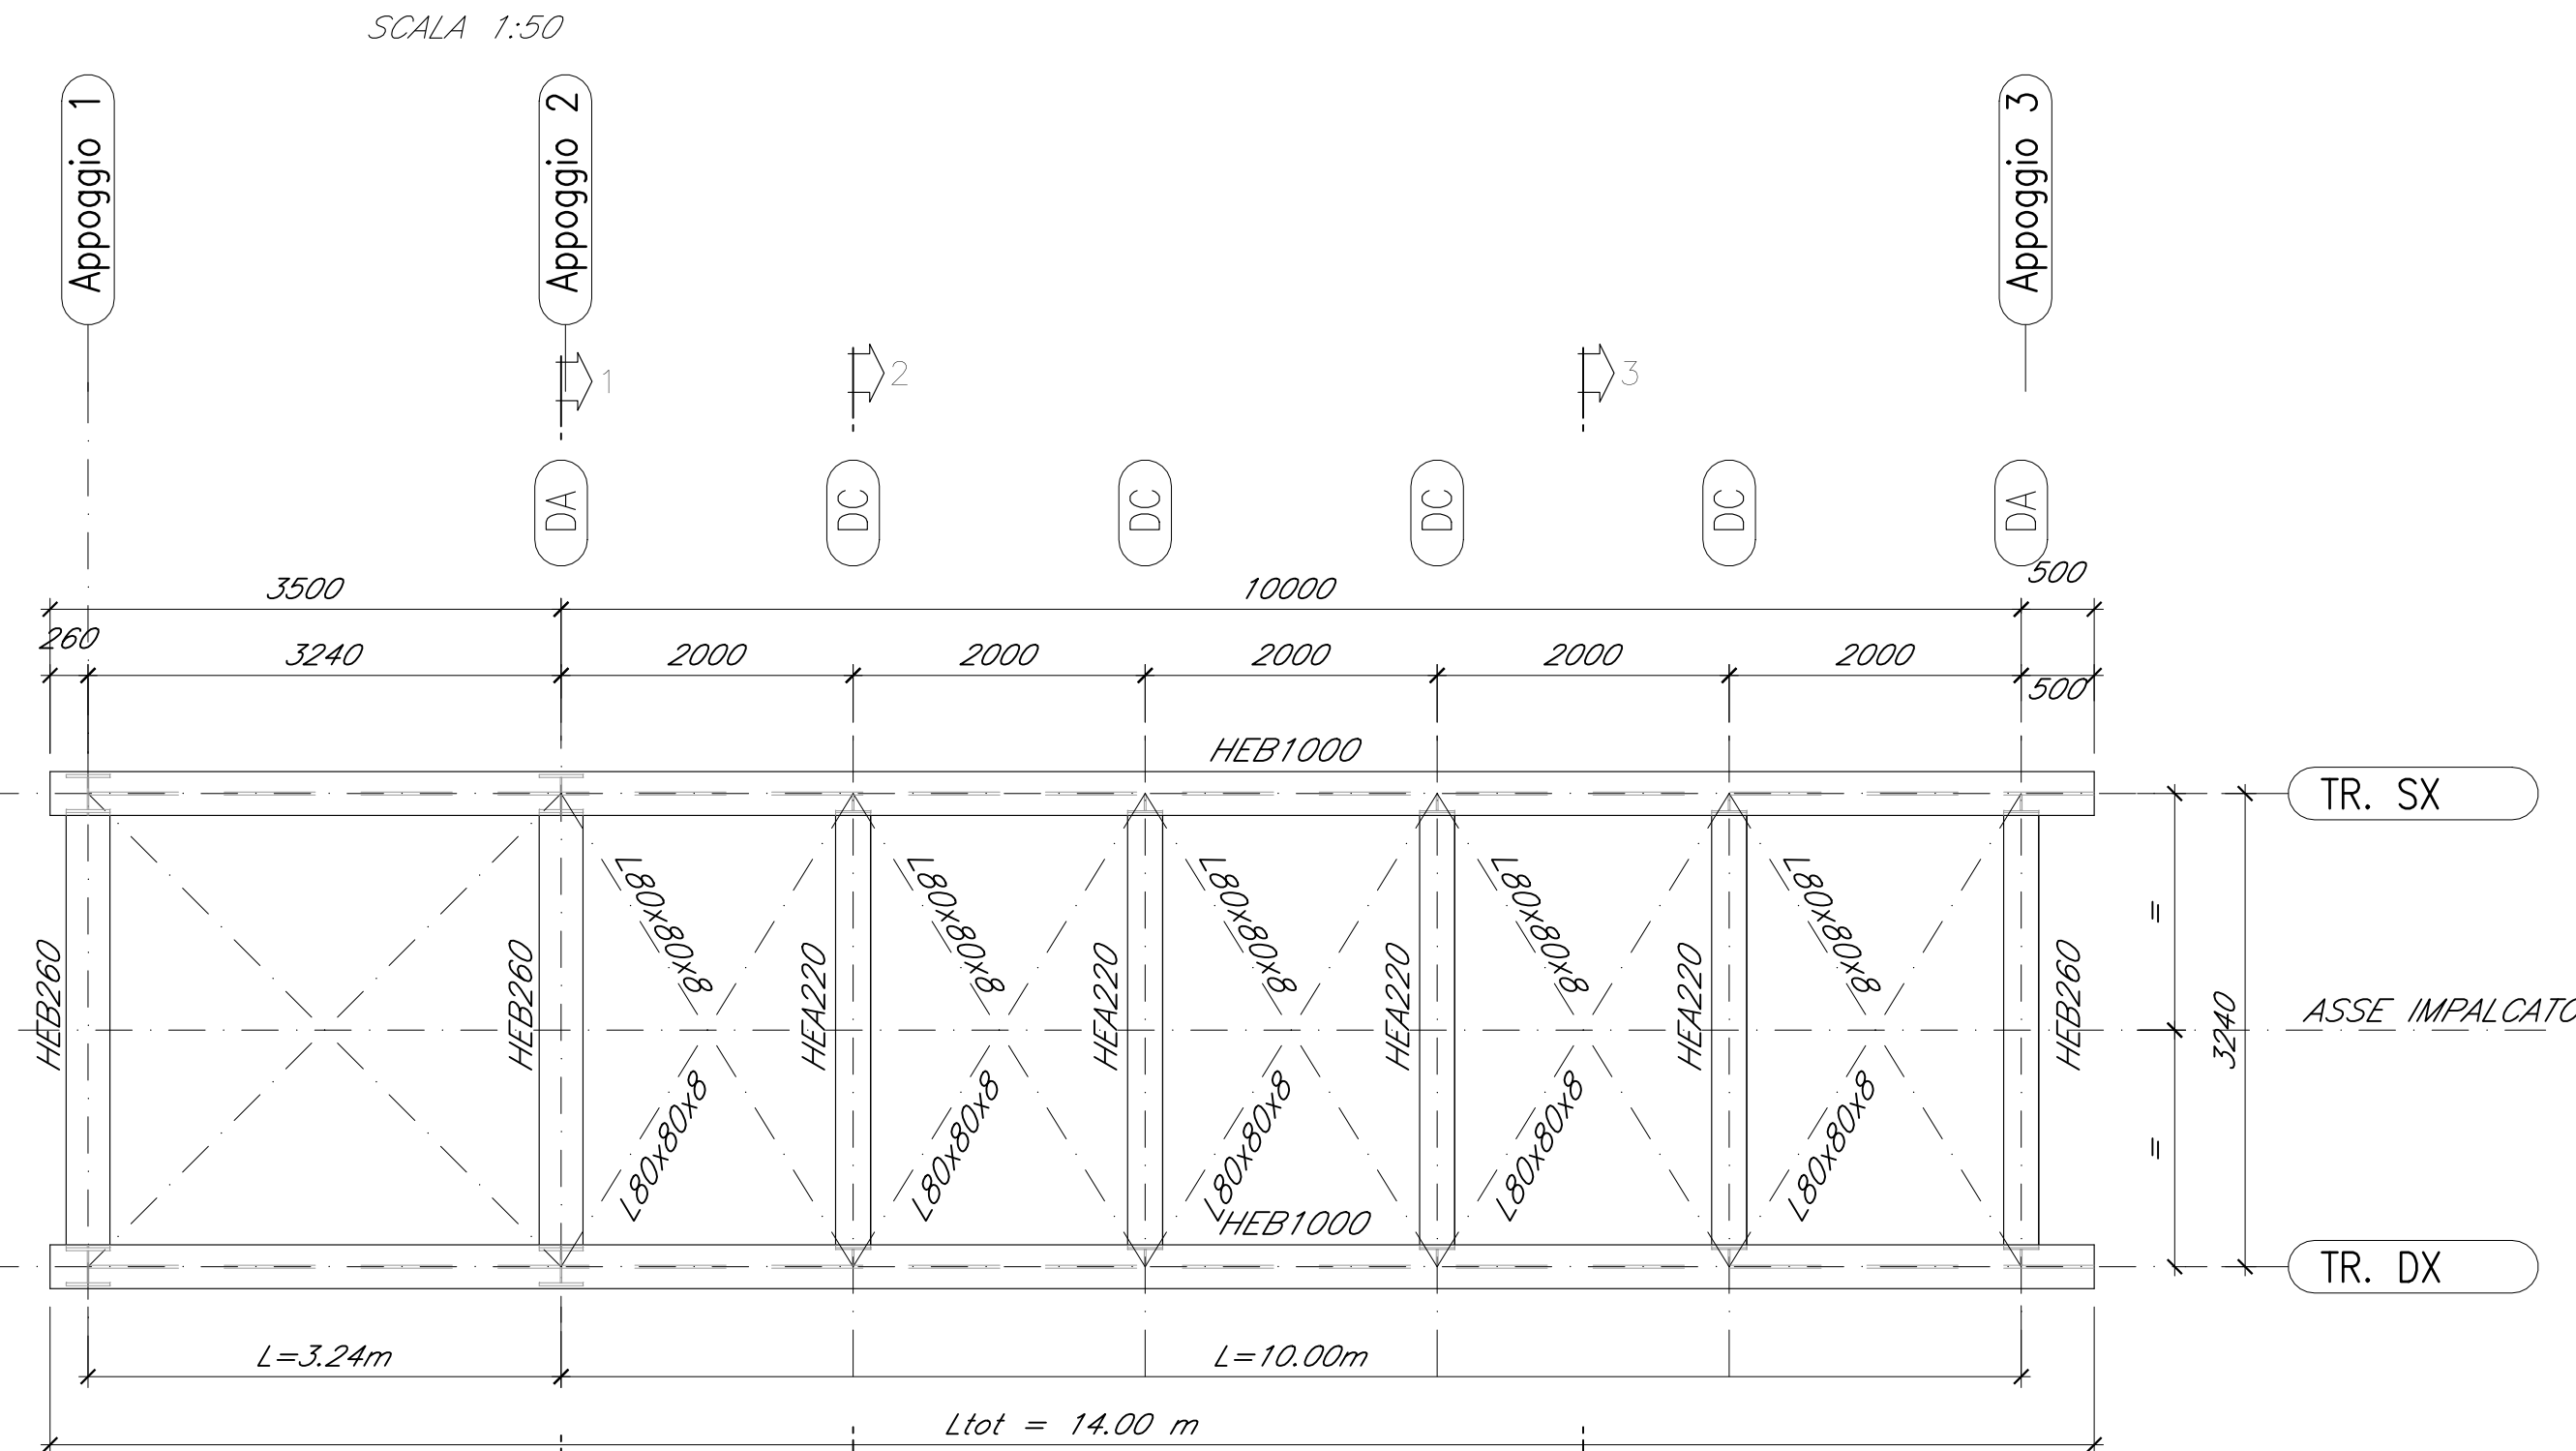 SCALA 1:50
Appoggio 1
Appoggio 2
Appoggio 3
1
2
3
DA
DC
DC
DC
DC
DA
3500
10000
500
260
3240
2000
2000
2000
2000
2000
500
HEB1000
TR. SX
L80x80x8
L80x80x8
L80x80x8
L80x80x8
L80x80x8
=
HEB260
HEB260
HEA220
HEA220
HEA220
HEA220
HEB260
3240
ASSE IMPALCATO
L80x80x8
L80x80x8
L80x80x8
L80x80x8
L80x80x8
=
HEB1000
TR. DX
L=3.24m
L=10.00m
Ltot = 14.00 m